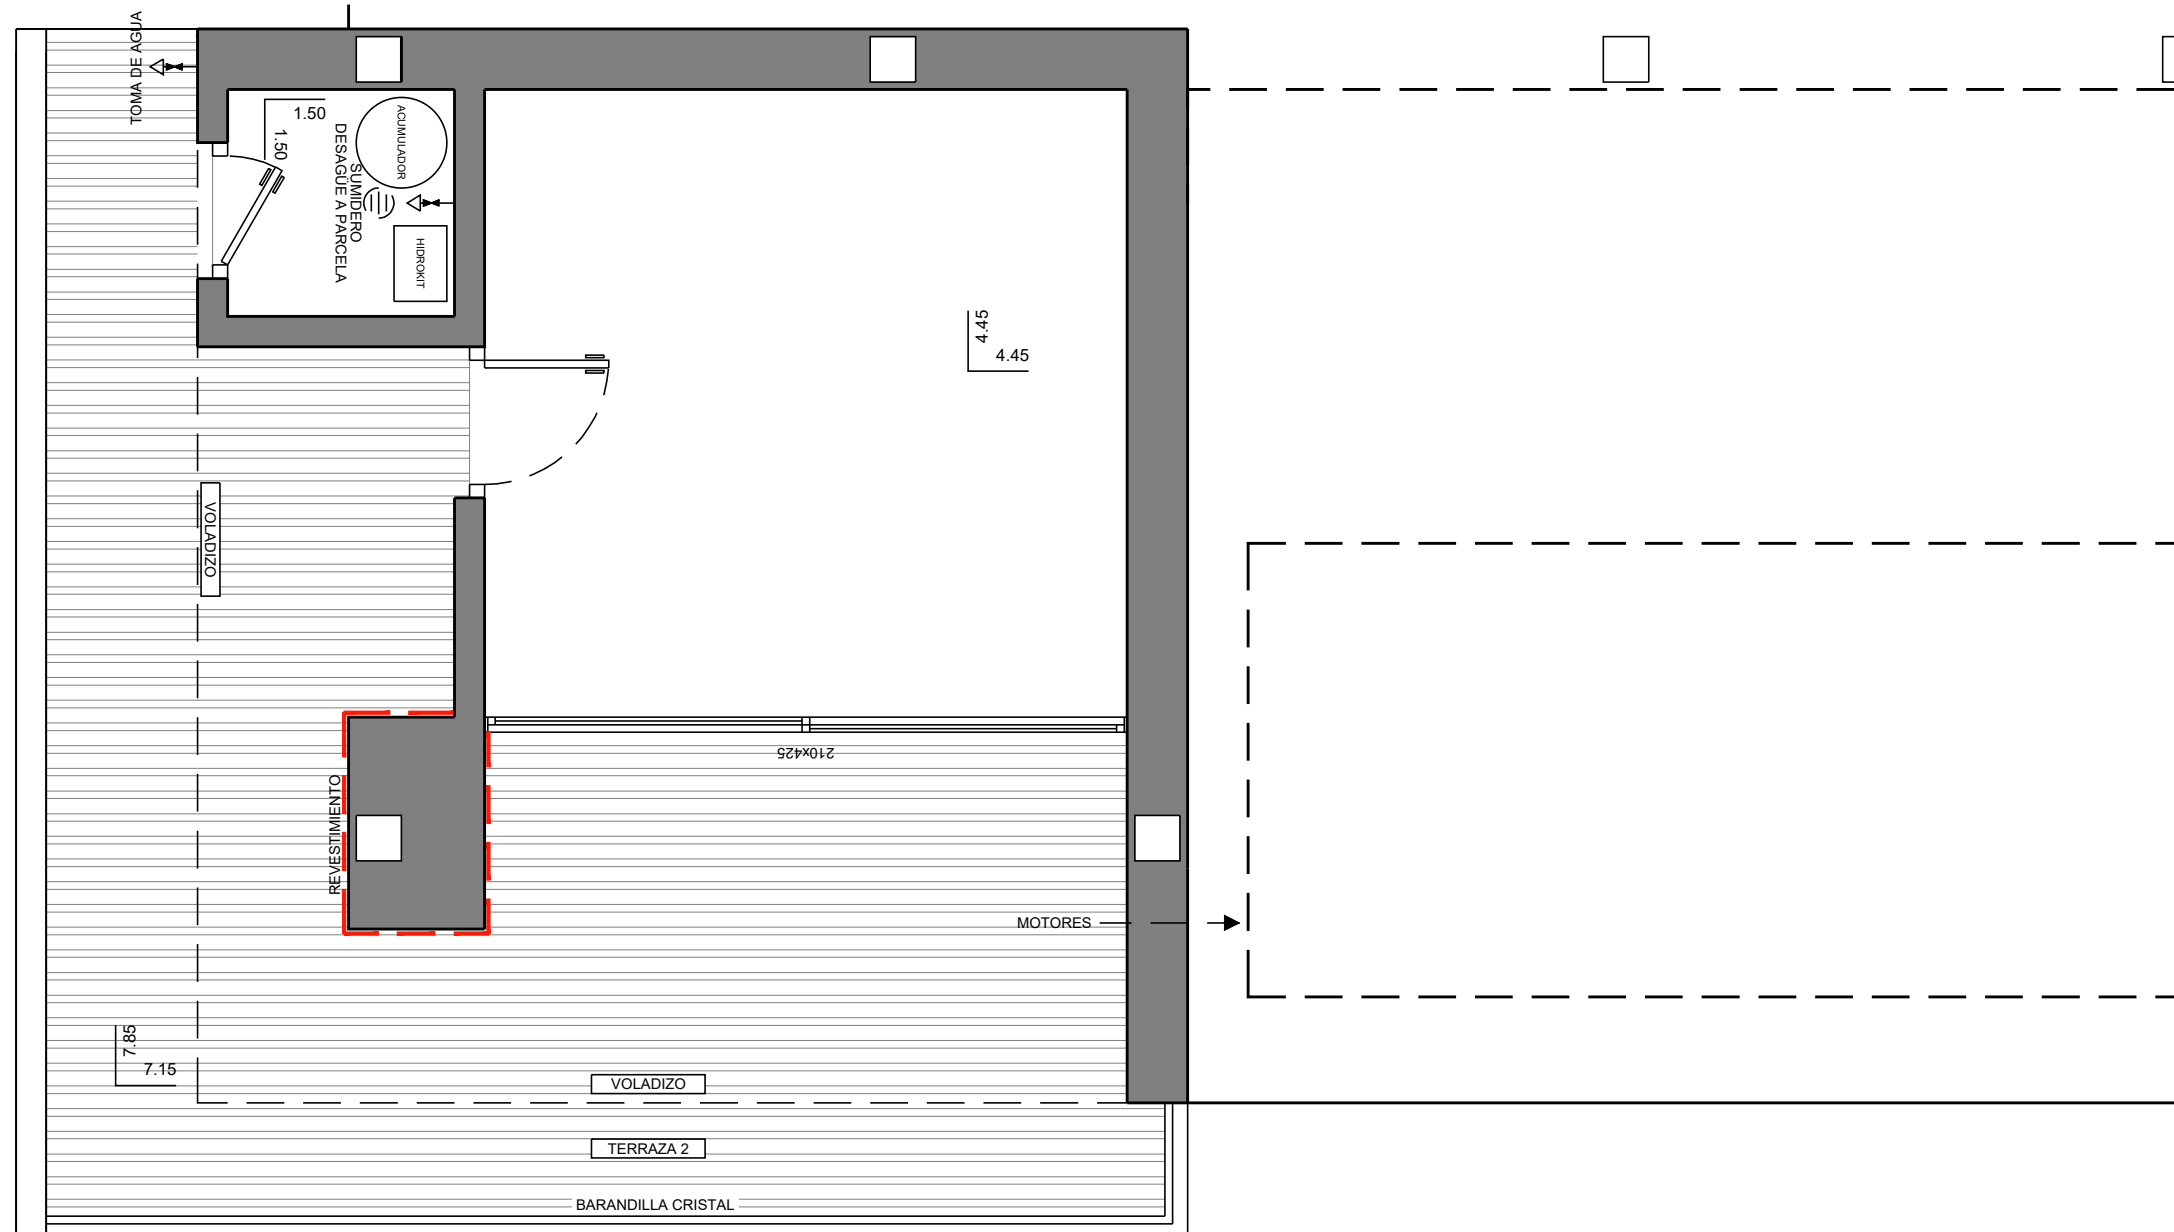 TOMA DE AGUA
1.50
1.50
ACUMULADOR
SUMIDERO
DESAGÜE A PARCELA
HIDROKIT
4.45
4.45
VOLADIZO
210x425
REVESTIMIENTO
MOTORES
7.85
7.15
VOLADIZO
TERRAZA 2
BARANDILLA CRISTAL